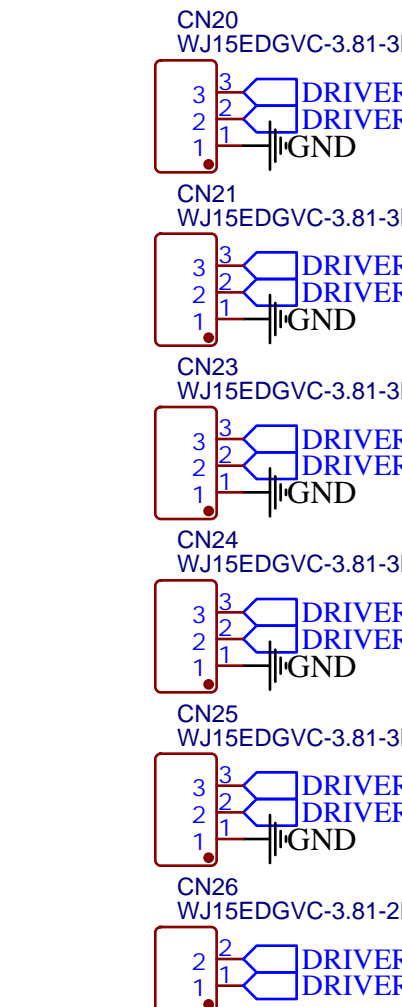 CN20
WJ15EDGVC-3.81-3
3 3 DRIVER
2 2 DRIVER
1 1 GND
CN21
WJ15EDGVC-3.81-3
3 3 DRIVER
2 2 DRIVER
1 1 GND
CN23
WJ15EDGVC-3.81-3
3 3 DRIVER
2 2 DRIVER
1 1 GND
CN24
WJ15EDGVC-3.81-3
3 3 DRIVER
2 2 DRIVER
1 1 GND
CN25
WJ15EDGVC-3.81-3
3 3 DRIVER
2 2 DRIVER
1 1 GND
CN26
WJ15EDGVC-3.81-2
2 2 DRIVER
1 1 DRIVER